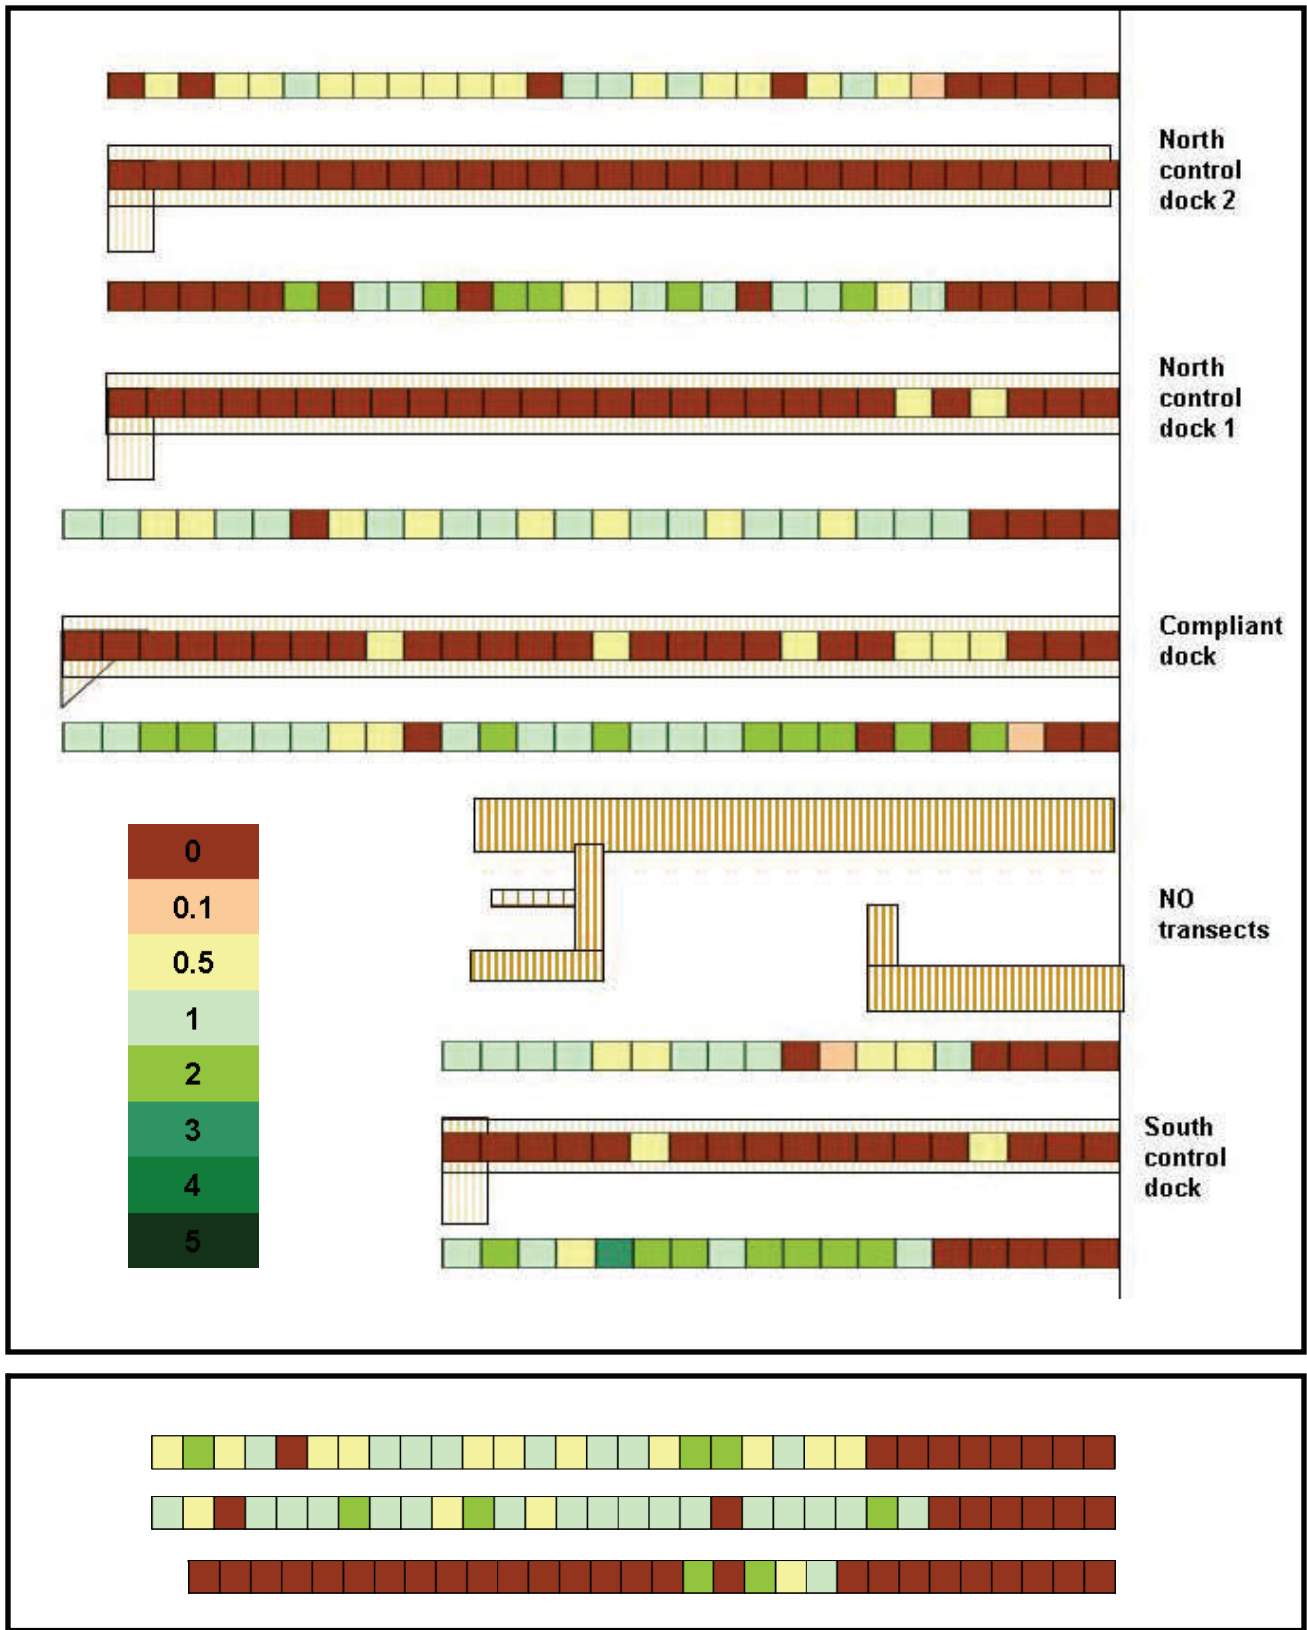 North
control
dock 2
North
control
dock 1
Compliant
dock
0
0.1
0.5
1
2
3
4
5
NO
transects
South
control
dock